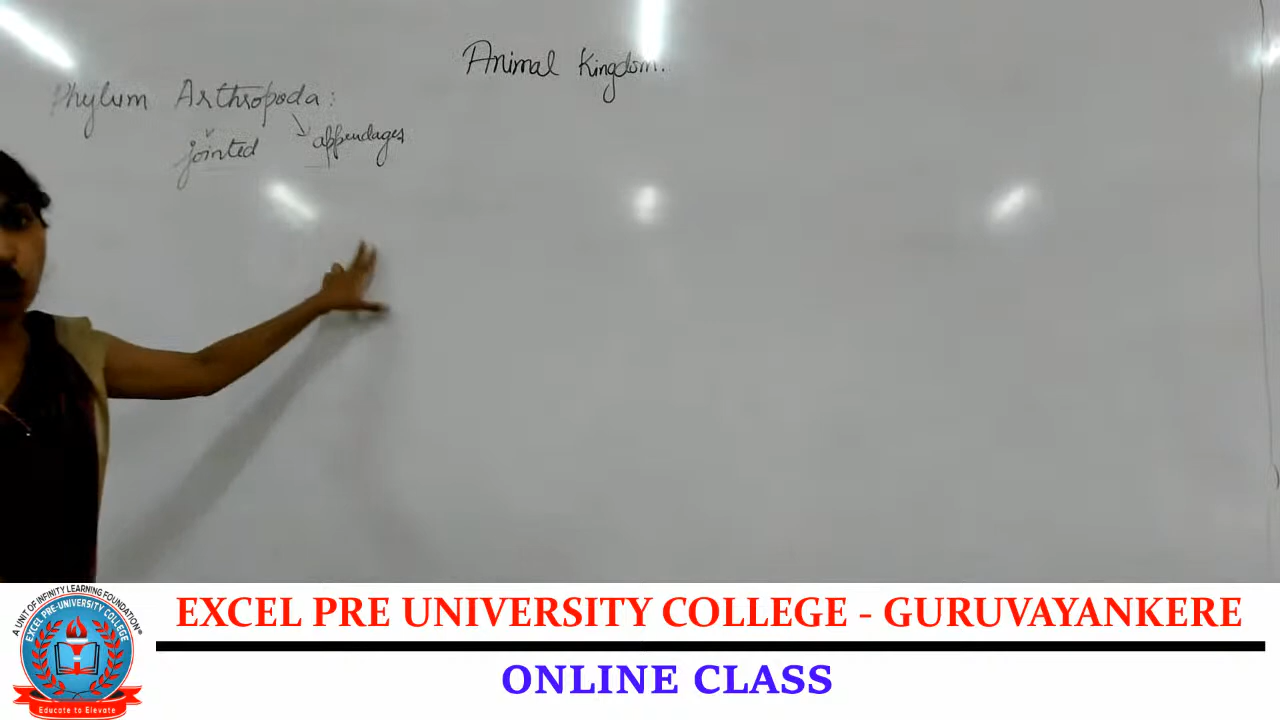 Animal Kingdom.
Phylum Arthropoda :
jointed appendages
A UNIT OF INFINITY LEARNING FOUNDATION®
EXCEL PRE-UNIVERSITY COLLEGE
Educate to Elevate
EXCEL PRE UNIVERSITY COLLEGE - GURUVAYANKERE
ONLINE CLASS